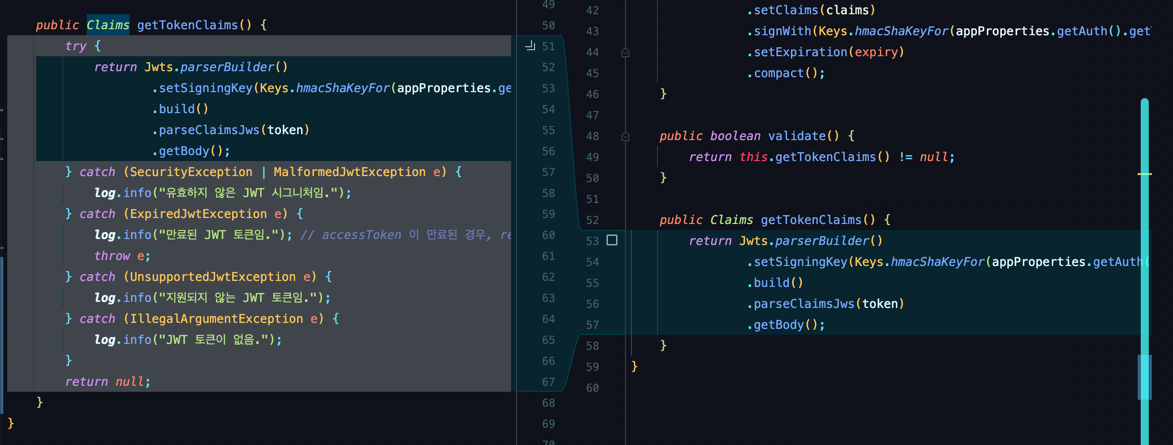 public Claims getTokenClaims() {
try {
return Jwts.parserBuilder()
.setSigningKey(Keys.hmacShaKeyFor(appProperties.ge
.build()
.parseClaimsJws(token)
.getBody();
} catch (SecurityException | MalformedJwtException e) {
log.info("유효하지 않은 JWT 시그니처임.");
} catch (ExpiredJwtException e) {
log.info("만료된 JWT 토큰임."); // accessToken 이 만료된 경우, re
throw e;
} catch (UnsupportedJwtException e) {
log.info("지원되지 않는 JWT 토큰임.");
} catch (IllegalArgumentException e) {
log.info("JWT 토큰이 없음.");
}
return null;
}
}
49
50
51
52
53
54
55
56
57
58
59
60
61
62
63
64
65
66
67
68
69
70
42 .setClaims(claims)
43 .signWith(Keys.hmacShaKeyFor(appProperties.getAuth().get
44 .setExpiration(expiry)
45 .compact();
46 }
47
48 public boolean validate() {
49 return this.getTokenClaims() != null;
50 }
51
52 public Claims getTokenClaims() {
53 return Jwts.parserBuilder()
54 .setSigningKey(Keys.hmacShaKeyFor(appProperties.getAuth(
55 .build()
56 .parseClaimsJws(token)
57 .getBody();
58 }
59 }
60